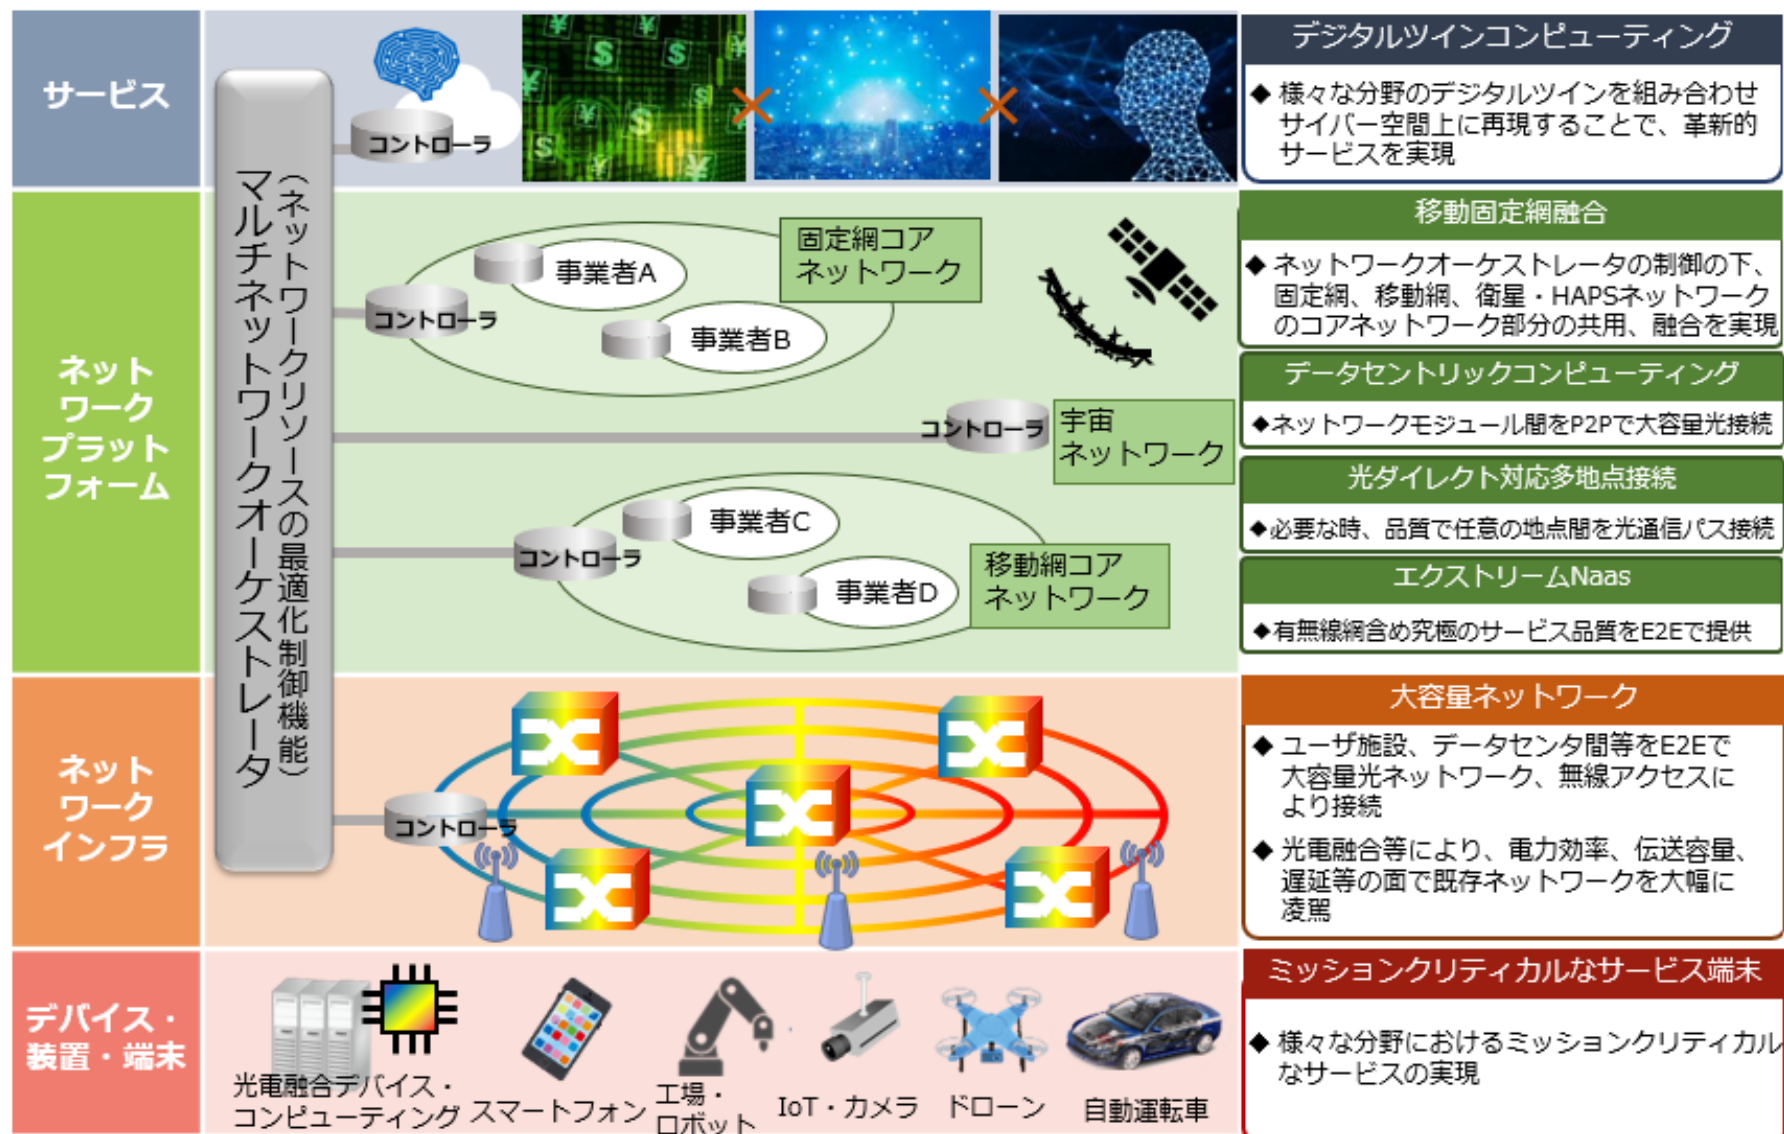 サービス
コントローラ
マルチネットワークオーケストレータ
（ネットワークリソースの最適化制御機能）
デジタルツインコンピューティング
◆ 様々な分野のデジタルツインを組み合わせ
サイバー空間上に再現することで、革新的
サービスを実現
ネット
ワーク
プラット
フォーム
固定網コア
ネットワーク
事業者A
コントローラ
事業者B
コントローラ
宇宙
ネットワーク
事業者C
コントローラ
移動網コア
ネットワーク
事業者D
移動固定網融合
◆ ネットワークオーケストレータの制御の下、
固定網、移動網、衛星・HAPSネットワーク
のコアネットワーク部分の共用、融合を実現
データセントリックコンピューティング
◆ネットワークモジュール間をP2Pで大容量光接続
光ダイレクト対応多地点接続
◆必要な時、品質で任意の地点間を光通信パス接続
エクストリームNaas
◆有無線網含め究極のサービス品質をE2Eで提供
ネット
ワーク
インフラ
コントローラ
大容量ネットワーク
◆ ユーザ施設、データセンタ間等をE2Eで
大容量光ネットワーク、無線アクセスに
より接続
◆ 光電融合等により、電力効率、伝送容量、
遅延等の面で既存ネットワークを大幅に
凌駕
デバイス・
装置・端末
光電融合デバイス・
コンピューティング
スマートフォン
工場・
ロボット
IoT・カメラ
ドローン
自動運転車
ミッションクリティカルなサービス端末
◆ 様々な分野におけるミッションクリティカル
なサービスの実現